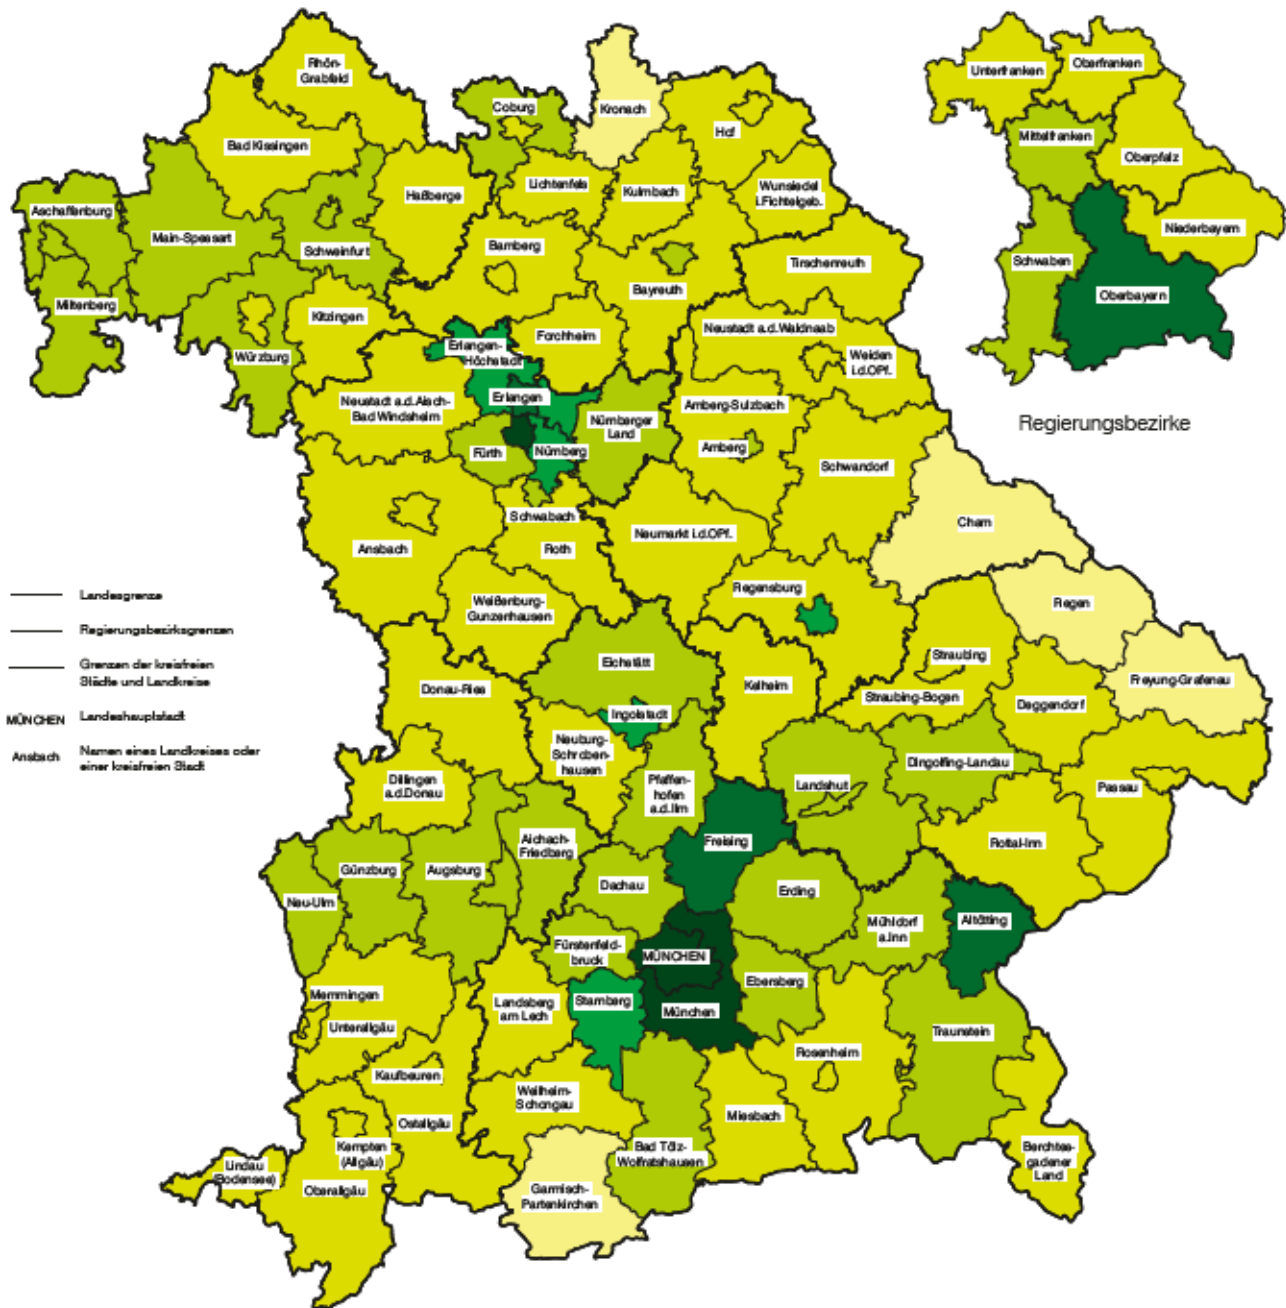 Rhön-
Grabfeld
Bad Kissingen
Coburg
Kronach
Hof
Unterfranken
Oberfranken
Mittelfranken
Oberpfalz
Niederbayern
Schwaben
Oberbayern
Regierungsbezirke
Haßberge
Lichtenfels
Kulmbach
Wunsiedel
i.Fichtelgeb.
Aschaffenburg
Main-Spessart
Schweinfurt
Bamberg
Bayreuth
Tirschenreuth
Miltenberg
Würzburg
Kitzingen
Forchheim
Neustadt a.d.Waldnaab
Weiden
i.d.OPf.
Erlangen-
Höchstadt
Erlangen
Neustadt a.d.Aisch-
Bad Windsheim
Nürnberger
Land
Amberg-Sulzbach
Fürth
Nürnberg
Amberg
Schwandorf
Schwabach
Ansbach
Roth
Neumarkt i.d.OPf.
Cham
Weißenburg-
Gunzenhausen
Regensburg
Regen
Landesgrenze
Regierungsbezirksgrenzen
Grenzen der kreisfreien
Städte und Landkreise
MÜNCHEN
Landeshauptstadt
Ansbach
Namen eines Landkreises oder
einer kreisfreien Stadt
Eichstätt
Straubing
Donau-Ries
Kelheim
Straubing-Bogen
Freyung-Grafenau
Ingolstadt
Deggendorf
Neuburg-
Schroben-
hausen
Dingolfing-Landau
Dillingen
a.d.Donau
Pfaffen-
hofen
a.d.Ilm
Landshut
Passau
Aichach-
Friedberg
Freising
Rottal-Inn
Günzburg
Augsburg
Neu-Ulm
Dachau
Erding
Mühldorf
a.Inn
Altötting
Fürstenfeld-
bruck
MÜNCHEN
Ebersberg
Memmingen
Landsberg
am Lech
Starnberg
München
Unterallgäu
Traunstein
Kaufbeuren
Rosenheim
Weilheim-
Schongau
Miesbach
Ostallgäu
Kempten
(Allgäu)
Bad Tölz-
Wolfratshausen
Berchtes-
gadener
Land
Lindau
(Bodensee)
Oberallgäu
Garmisch-
Partenkirchen